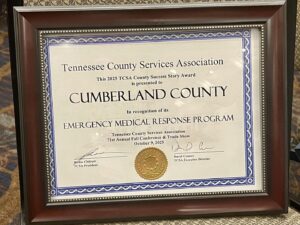 Tennessee County Services Association
This 2025 TCSA County Success Story Award
is presented to
CUMBERLAND COUNTY
In recognition of its
EMERGENCY MEDICAL RESPONSE PROGRAM
Tennessee County Services Association
71st Annual Fall Conference & Trade Show
October 9, 2025
TCSA President
David Connor
TCSA Executive Director